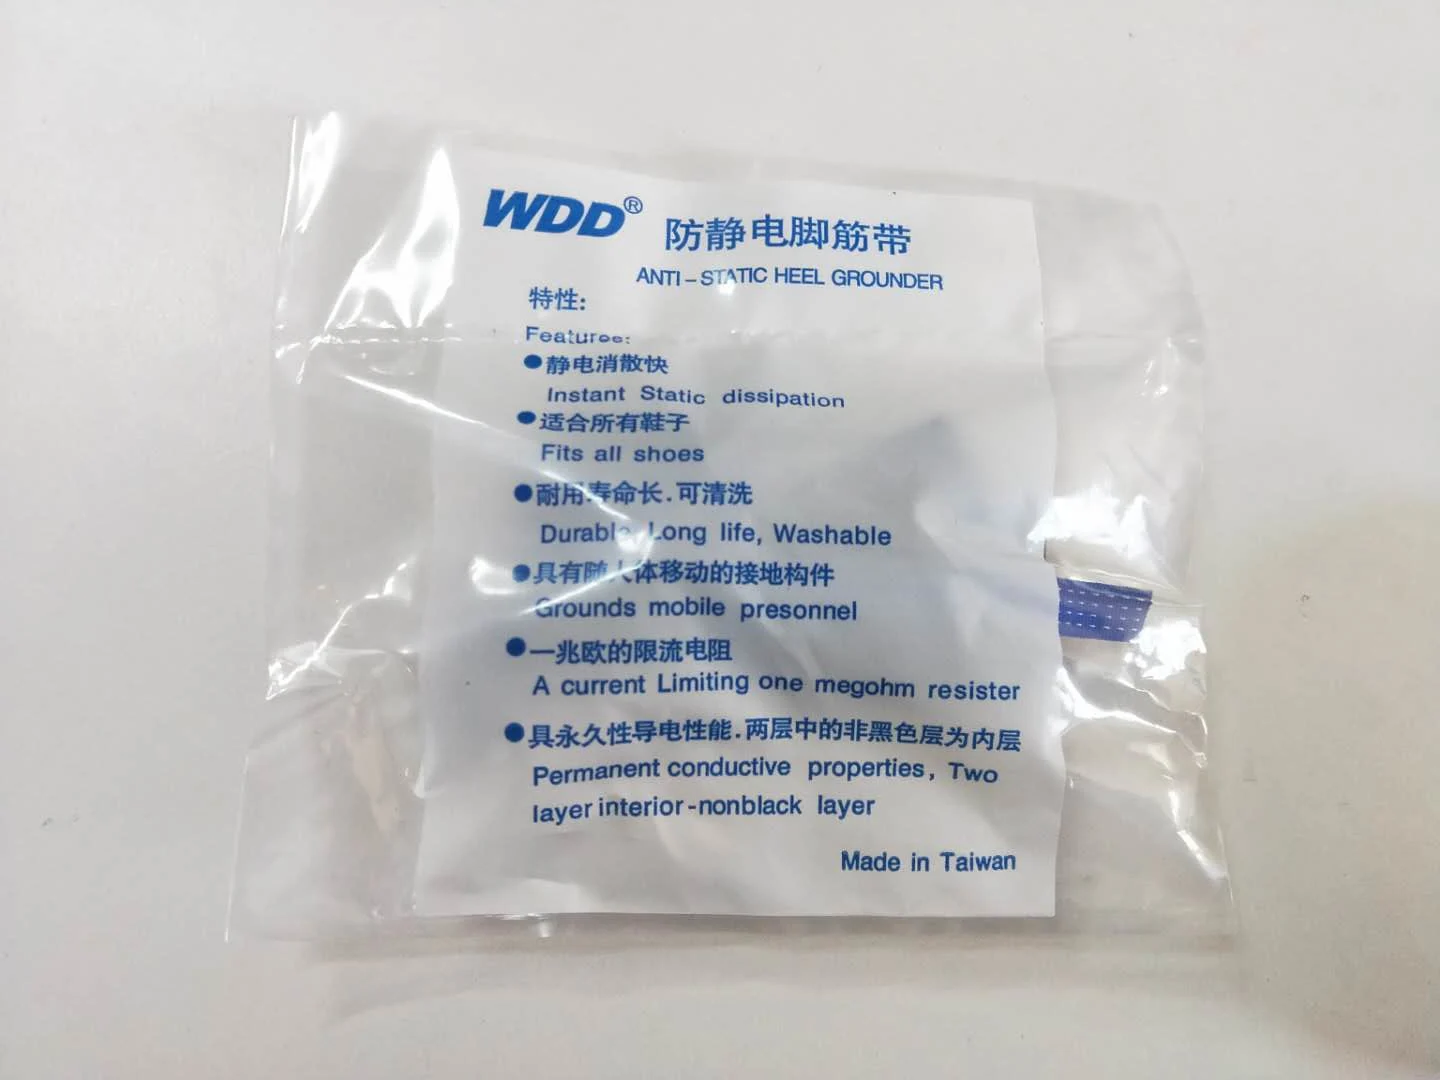 WDD® 防静电脚筋带
ANTI-STATIC HEEL GROUNDER
特性:
Features:
●静电消散快
Instant Static dissipation
●适合所有鞋子
Fits all shoes
●耐用寿命长.可清洗
Durable, Long life, Washable
●具有随人体移动的接地构件
Grounds mobile presonnel
●一兆欧的限流电阻
A current Limiting one megohm resister
●具永久性导电性能.两层中的非黑色层为内层
Permanent conductive properties, Two
layer interior-nonblack layer
Made in Taiwan